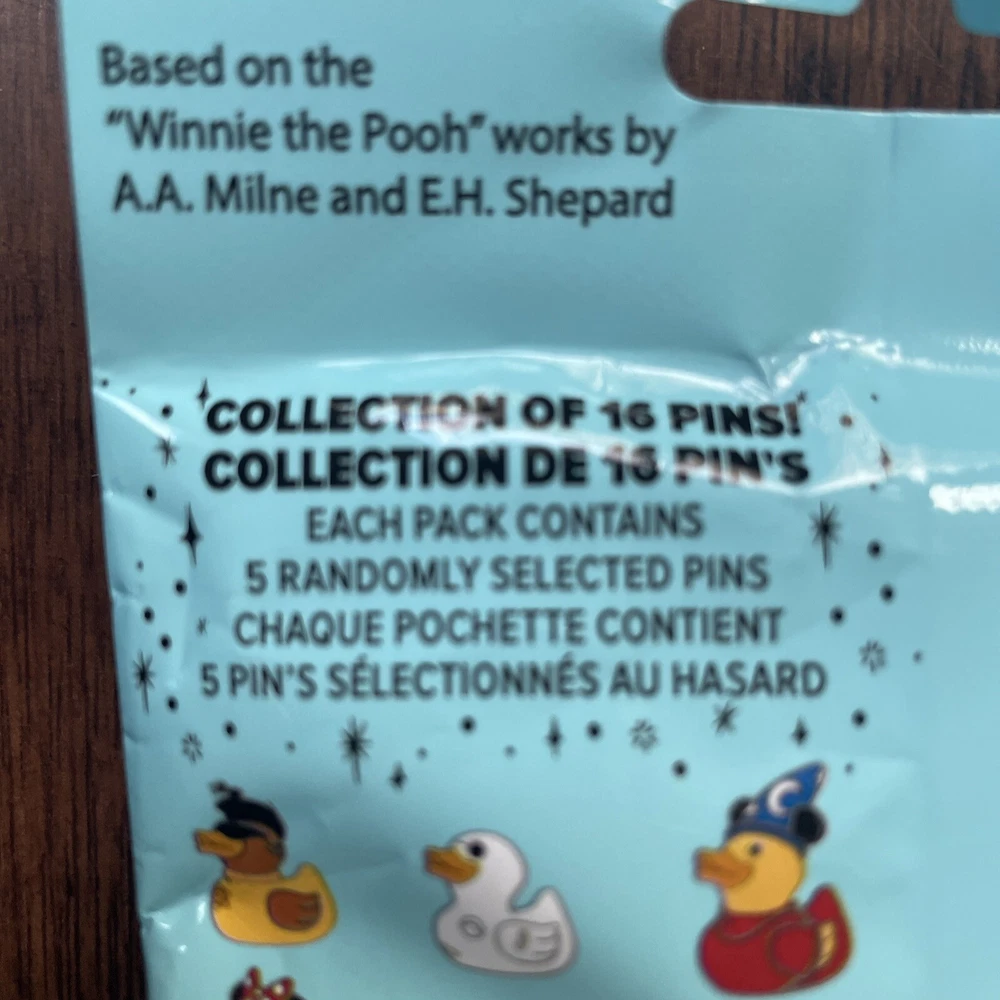 Based on the
"Winnie the Pooh" works by
A.A. Milne and E.H. Shepard
COLLECTION OF 16 PINS!
COLLECTION DE 16 PIN'S
EACH PACK CONTAINS
5 RANDOMLY SELECTED PINS
CHAQUE POCHETTE CONTIENT
5 PIN'S SÉLECTIONNÉS AU HASARD